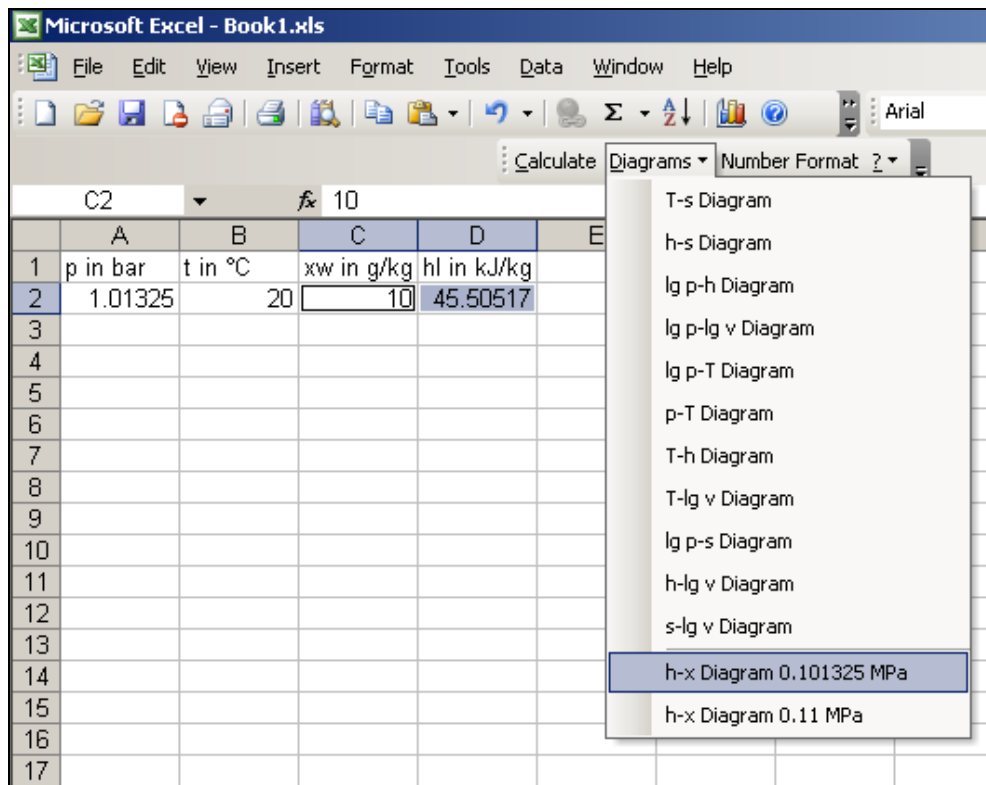 Microsoft Excel - Book1.xls
File Edit View Insert Format Tools Data Window Help
Σ A Z ? Arial
Calculate Diagrams Number Format ?
C2 fx 10
A B C D E
1 p in bar t in °C xw in g/kg hl in kJ/kg
2 1.01325 20 10 45.50517
3
4
5
6
7
8
9
10
11
12
13
14
15
16
17
T-s Diagram
h-s Diagram
lg p-h Diagram
lg p-lg v Diagram
lg p-T Diagram
p-T Diagram
T-h Diagram
T-lg v Diagram
lg p-s Diagram
h-lg v Diagram
s-lg v Diagram
h-x Diagram 0.101325 MPa
h-x Diagram 0.11 MPa